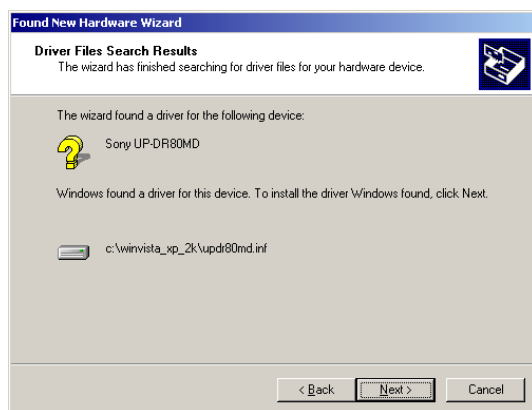 Found New Hardware Wizard
Driver Files Search Results
The wizard has finished searching for driver files for your hardware device.
The wizard found a driver for the following device:
Sony UP-DR80MD
Windows found a driver for this device. To install the driver Windows found, click Next.
c:\winvista_xp_2k\updr80md.inf
< Back
Next >
Cancel